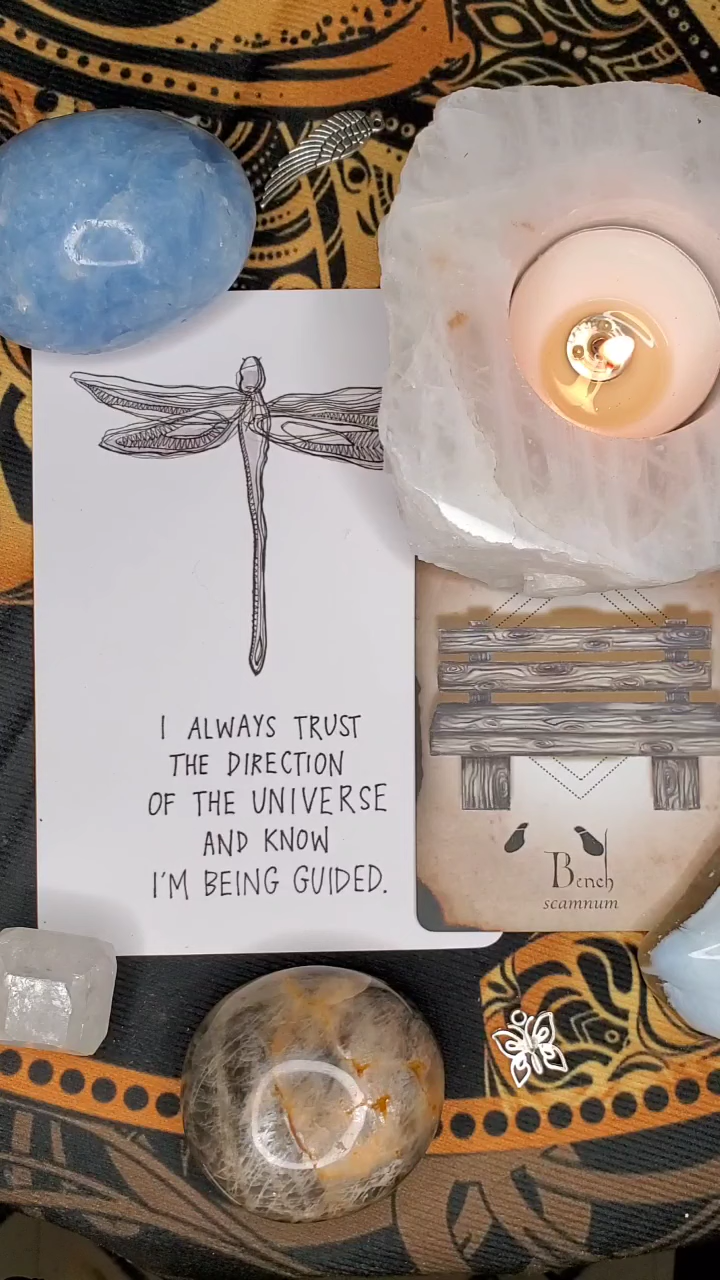 I ALWAYS TRUST
THE DIRECTION
OF THE UNIVERSE
AND KNOW
I'M BEING GUIDED.
Bench
scamnum